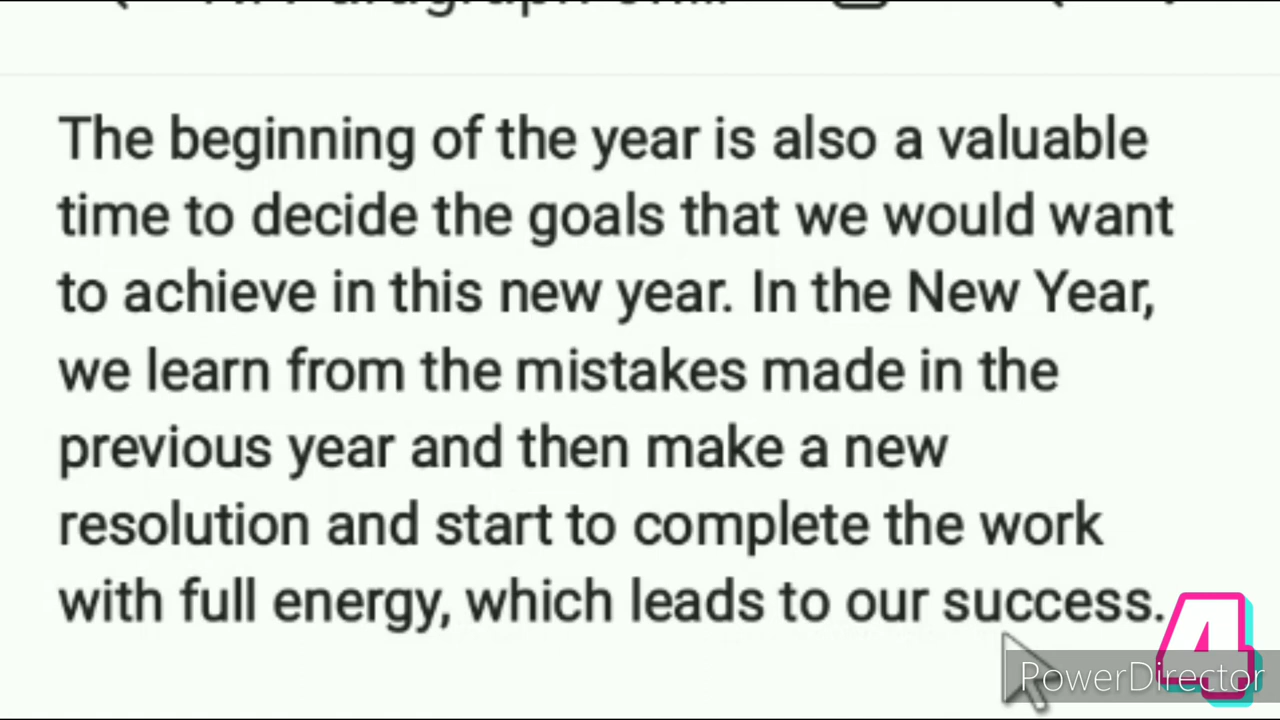 The beginning of the year is also a valuable
time to decide the goals that we would want
to achieve in this new year. In the New Year,
we learn from the mistakes made in the
previous year and then make a new
resolution and start to complete the work
with full energy, which leads to our success.
4
PowerDirector